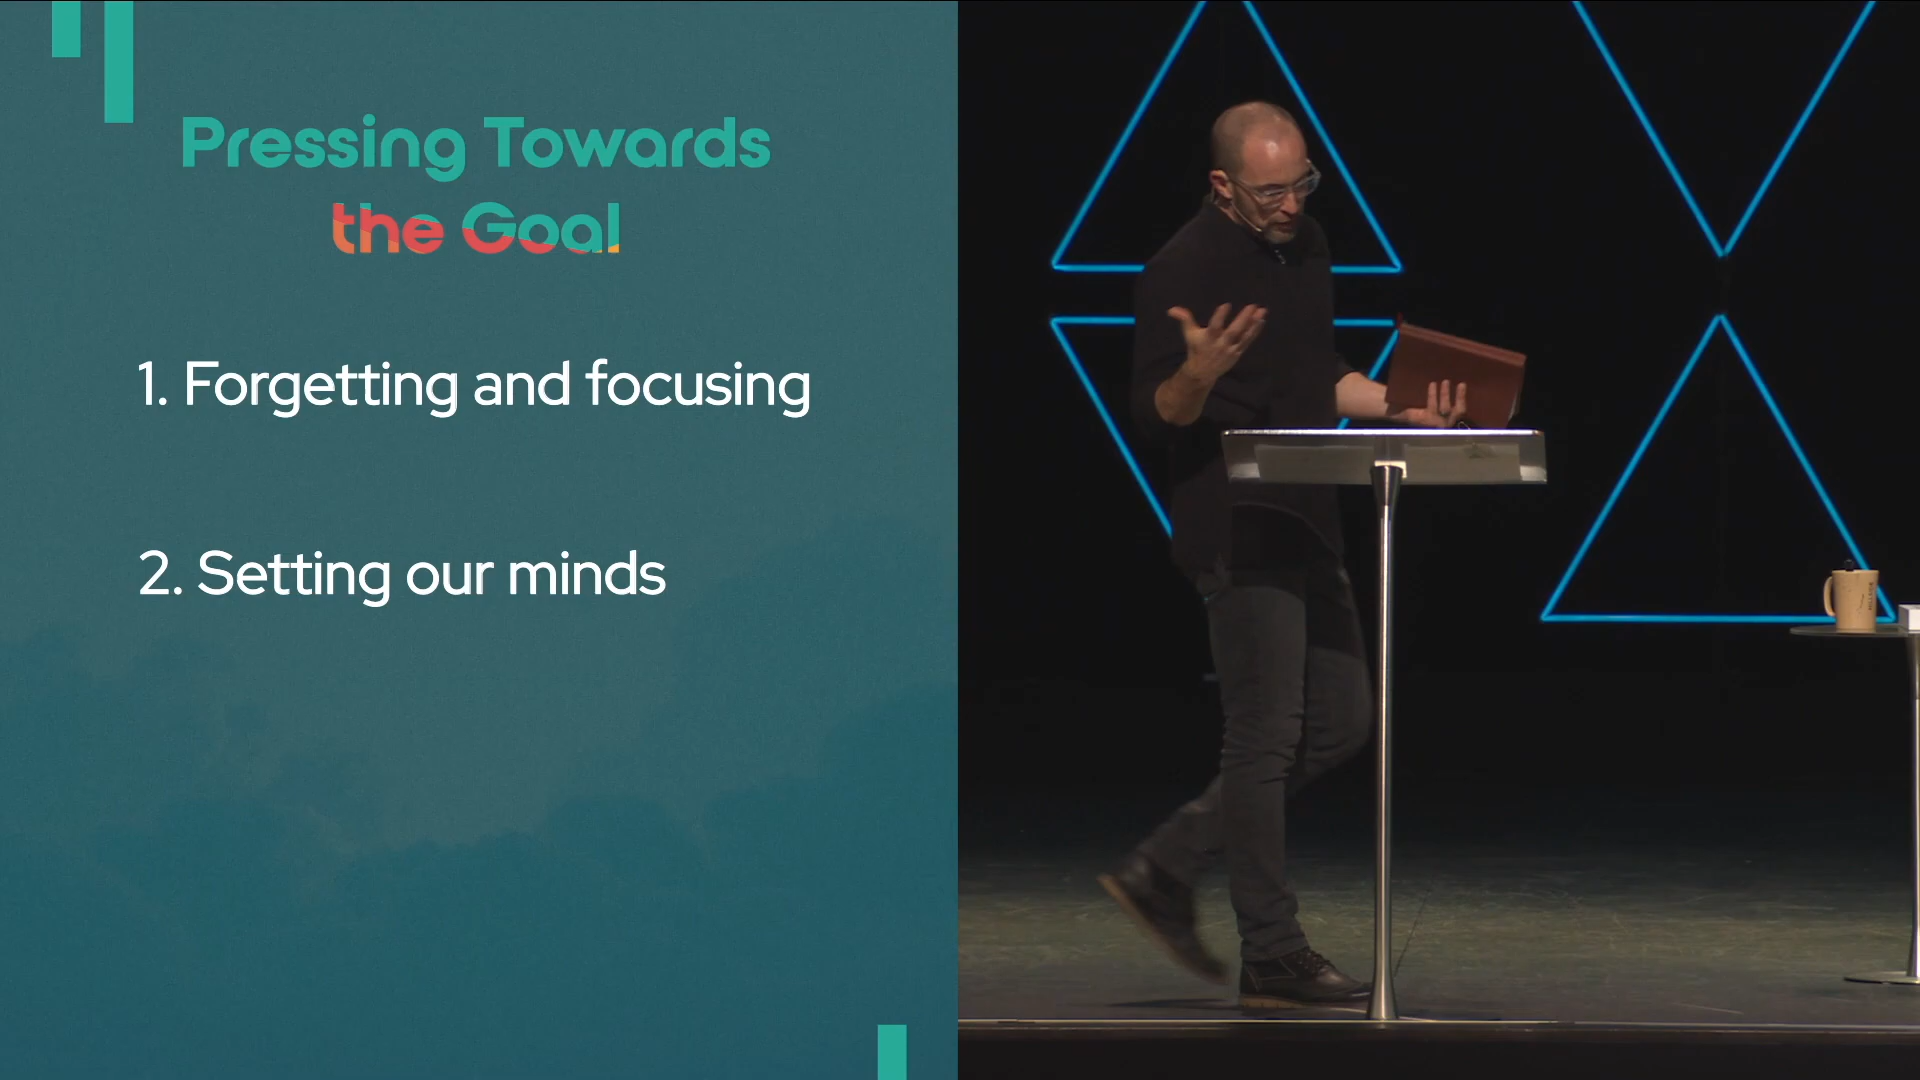 Pressing Towards
the Goal
1. Forgetting and focusing
2. Setting our minds